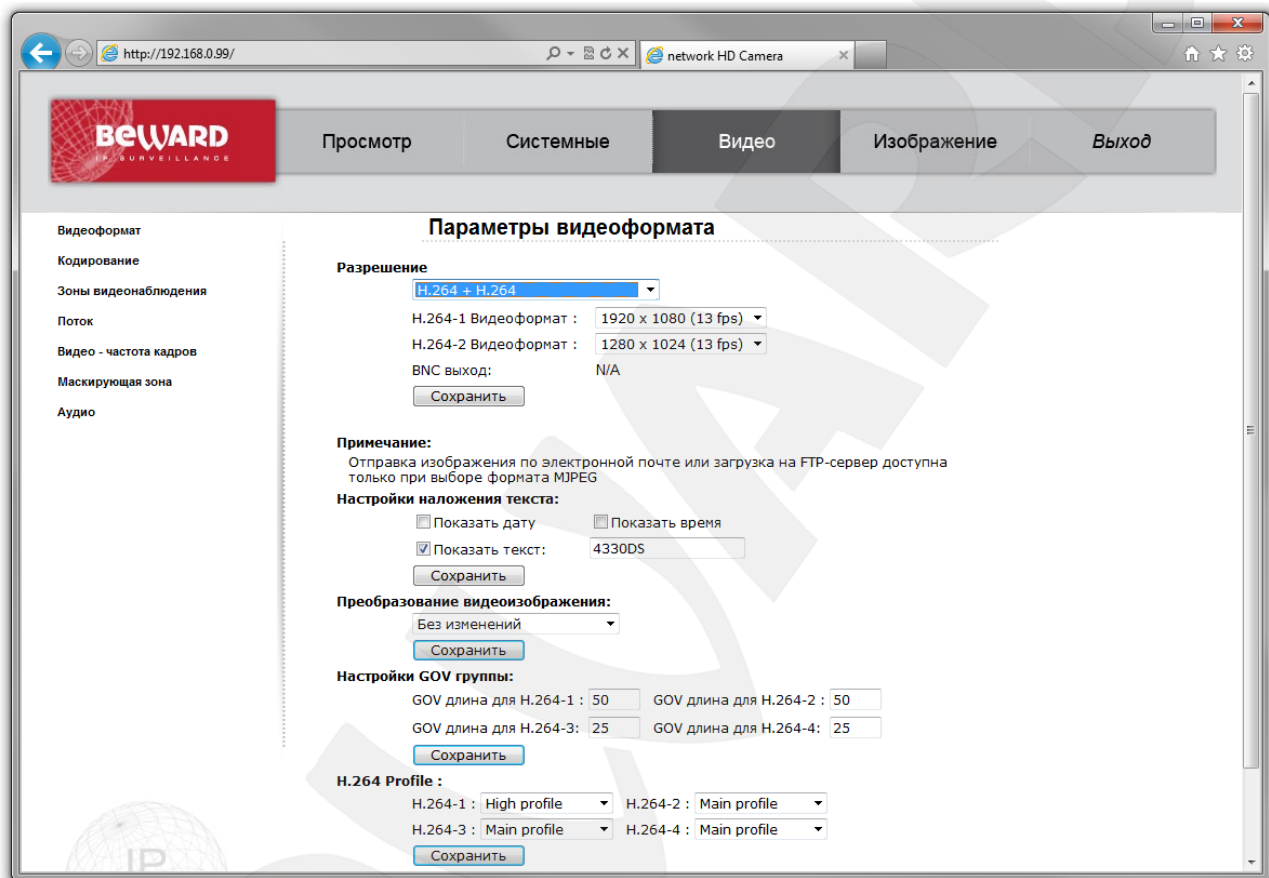 http://192.168.0.99/
network HD Camera
BEWARD
IP SURVEILLANCE
Просмотр
Системные
Видео
Изображение
Выход
Видеоформат
Кодирование
Зоны видеонаблюдения
Поток
Видео - частота кадров
Маскирующая зона
Аудио
Параметры видеоформата
Разрешение
H.264 + H.264
H.264-1 Видеоформат : 1920 x 1080 (13 fps)
H.264-2 Видеоформат : 1280 x 1024 (13 fps)
BNC выход: N/A
Сохранить
Примечание:
Отправка изображения по электронной почте или загрузка на FTP-сервер доступна
только при выборе формата MJPEG
Настройки наложения текста:
Показать дату Показать время
Показать текст: 4330DS
Сохранить
Преобразование видеоизображения:
Без изменений
Сохранить
Настройки GOV группы:
GOV длина для H.264-1 : 50 GOV длина для H.264-2 : 50
GOV длина для H.264-3: 25 GOV длина для H.264-4: 25
Сохранить
H.264 Profile :
H.264-1 : High profile H.264-2 : Main profile
H.264-3 : Main profile H.264-4 : Main profile
Сохранить
IP